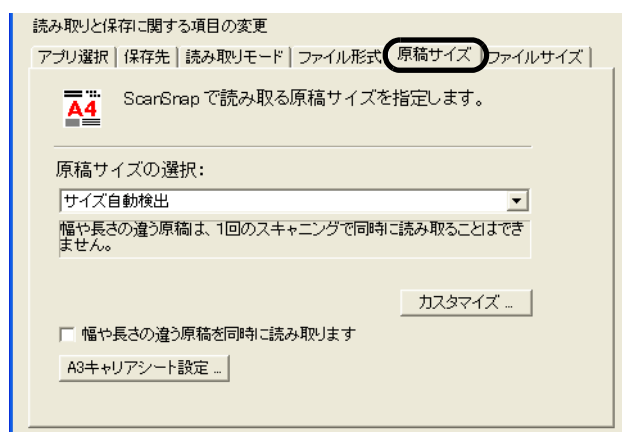 読み取りと保存に関する項目の変更
アプリ選択 保存先 読み取りモード ファイル形式 原稿サイズ ファイルサイズ
A4
ScanSnap で読み取る原稿サイズを指定します。
原稿サイズの選択:
サイズ自動検出
幅や長さの違う原稿は、1回のスキャニングで同時に読み取ることはでき
ません。
カスタマイズ ...
幅や長さの違う原稿を同時に読み取ります
A3キャリアシート設定 ...